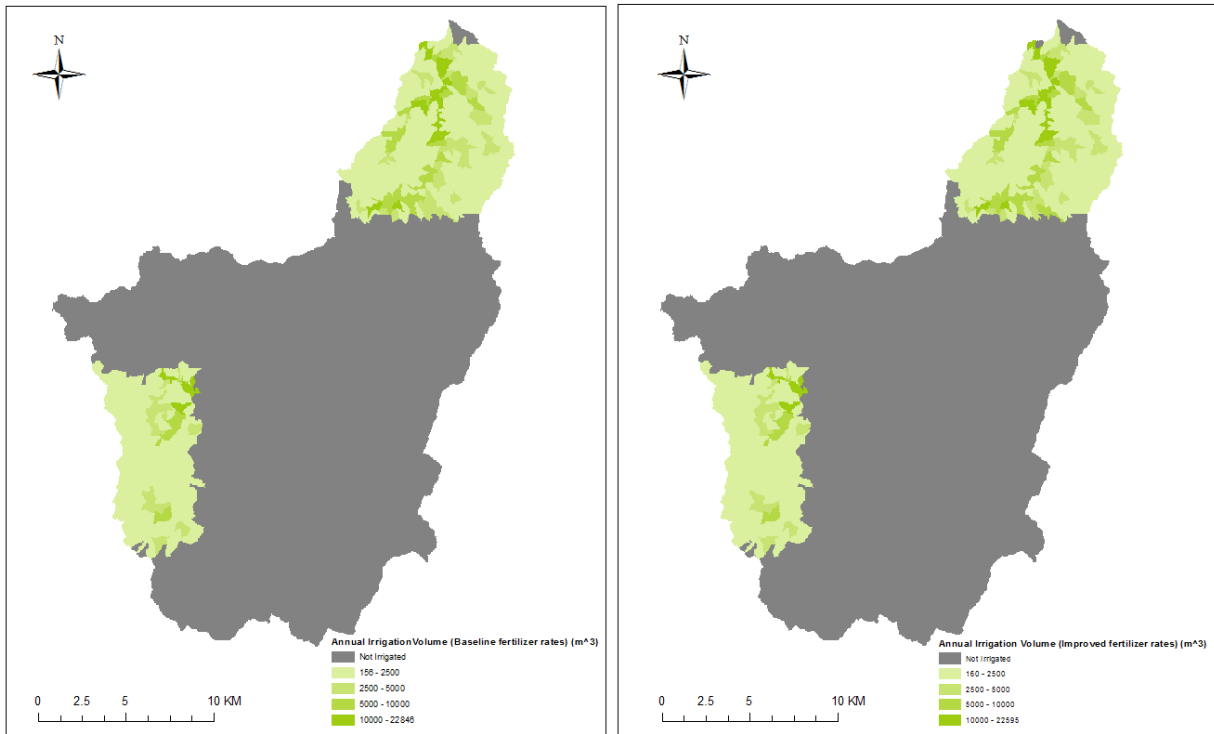 N
Annual IrrigationVolume (Baseline fertilizer rates) (m^3)
Not Irrigated
156 - 2500
2500 - 5000
5000 - 10000
10000 - 22846
0 2.5 5 10 KM
N
Annual Irrigation Volume (Improved fertilizer rates) (m^3)
Not Irrigated
160 - 2500
2500 - 5000
5000 - 10000
10000 - 22595
0 2.5 5 10 KM